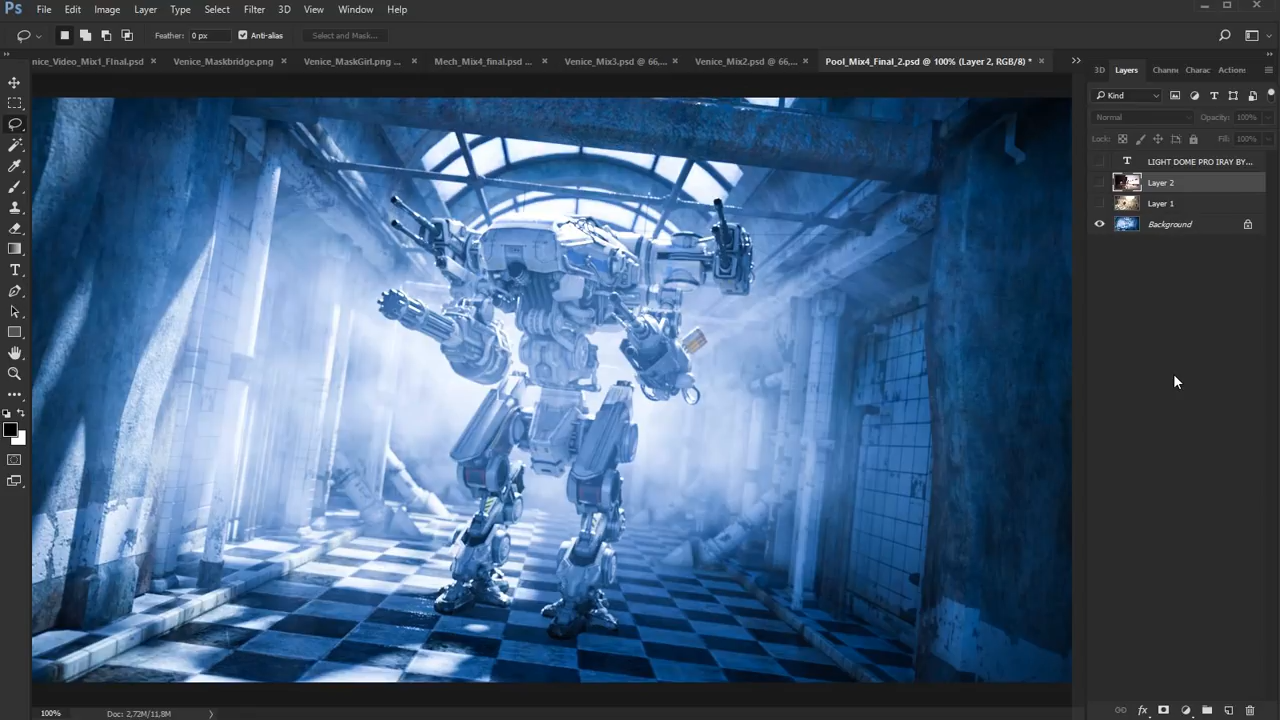 Ps File Edit Image Layer Type Select Filter 3D View Window Help
Feather: 0 px Anti-alias Select and Mask...
enice_Video_Mix1_FInal.psd Venice_Maskbridge.png Venice_MaskGirl.png ... Mech_Mix4_final.psd ... Venice_Mix3.psd @ 66,... Venice_Mix2.psd @ 66,... Pool_Mix4_Final_2.psd @ 100% (Layer 2, RGB/8) *
3D Layers Channe Charac Actions
Kind
Normal Opacity: 100%
Lock: Fill: 100%
T LIGHT DOME PRO IRAY BY...
Layer 2
Layer 1
Background
100% Doc: 2,72M/11,8M
fx